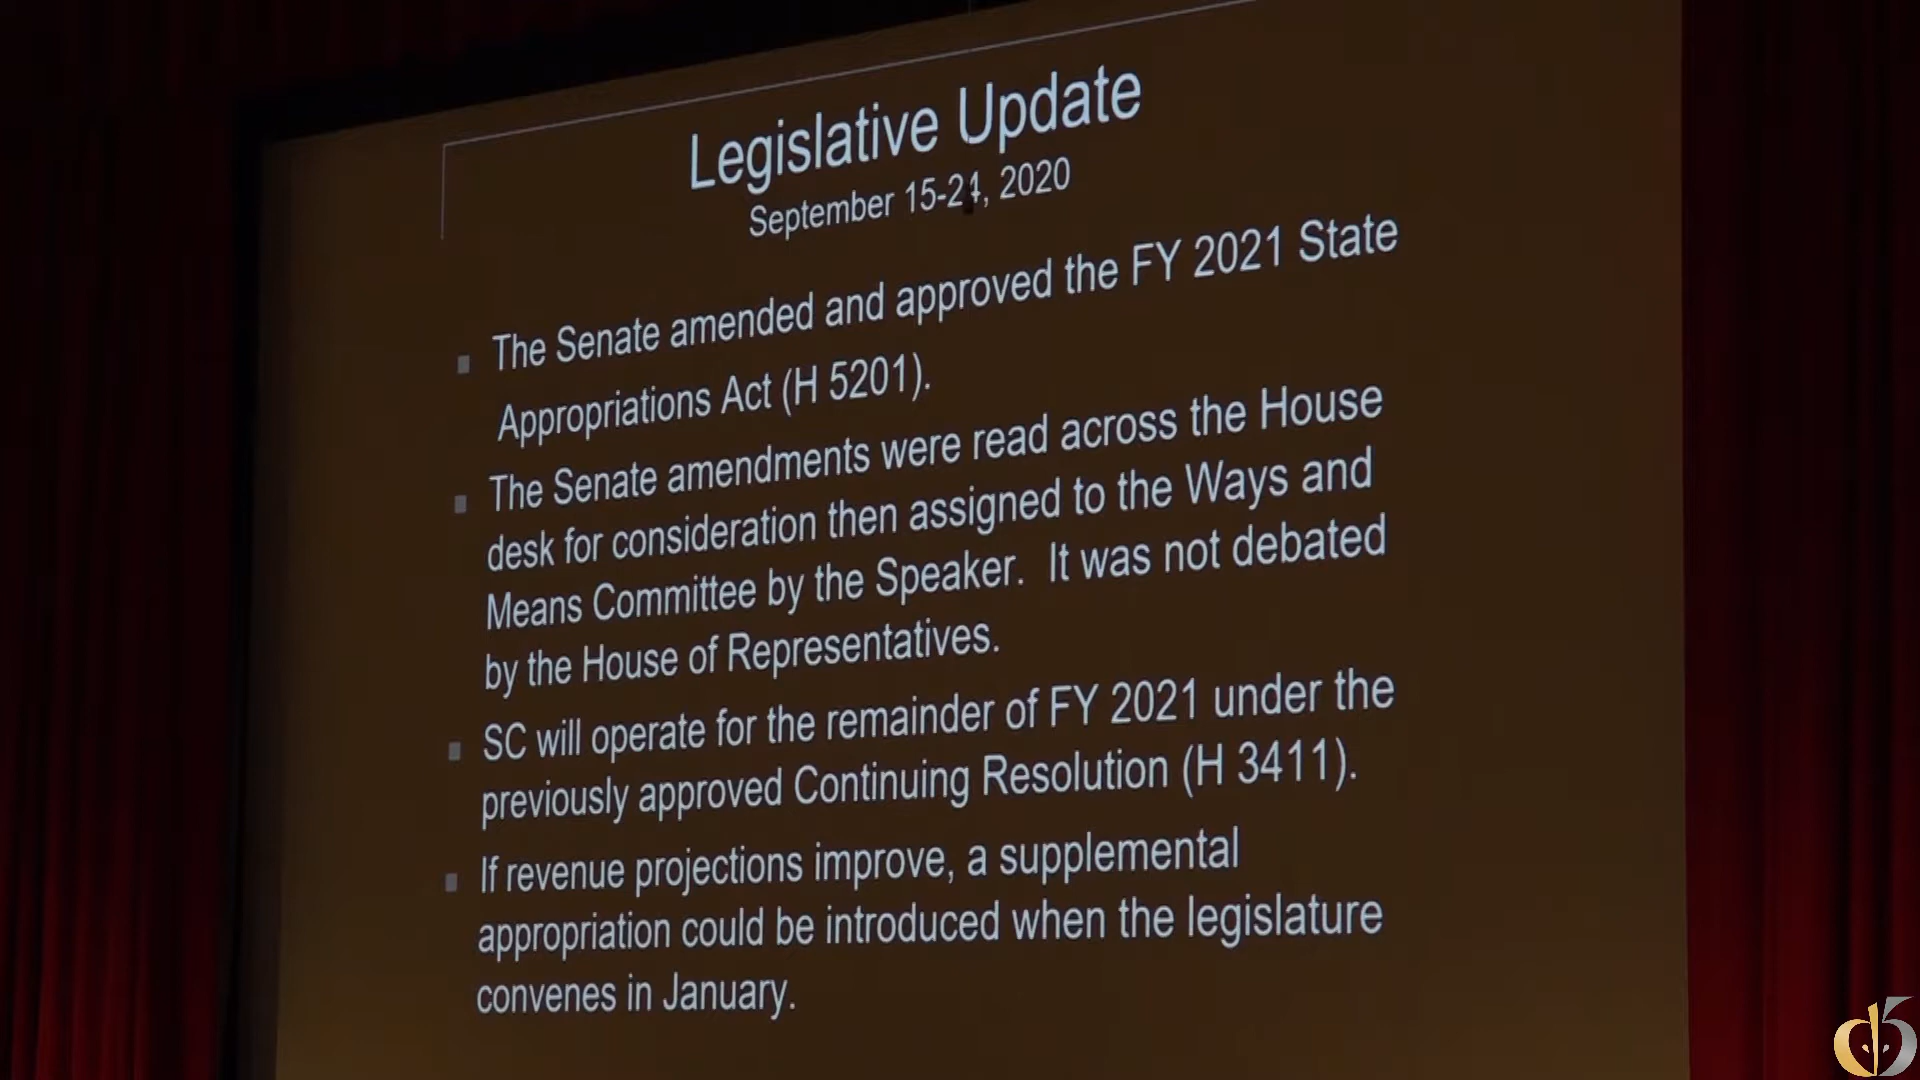 Legislative Update
September 15-24, 2020
The Senate amended and approved the FY 2021 State
Appropriations Act (H 5201).
The Senate amendments were read across the House
desk for consideration then assigned to the Ways and
Means Committee by the Speaker. It was not debated
by the House of Representatives.
SC will operate for the remainder of FY 2021 under the
previously approved Continuing Resolution (H 3411).
If revenue projections improve, a supplemental
appropriation could be introduced when the legislature
convenes in January.